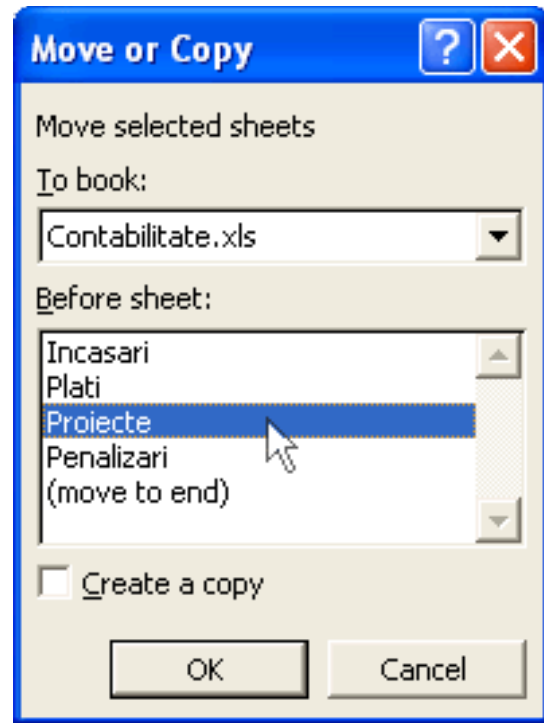 Move or Copy
Move selected sheets
To book:
Contabilitate.xls
Before sheet:
Incasari
Plati
Proiecte
Penalizari
(move to end)
Create a copy
OK Cancel